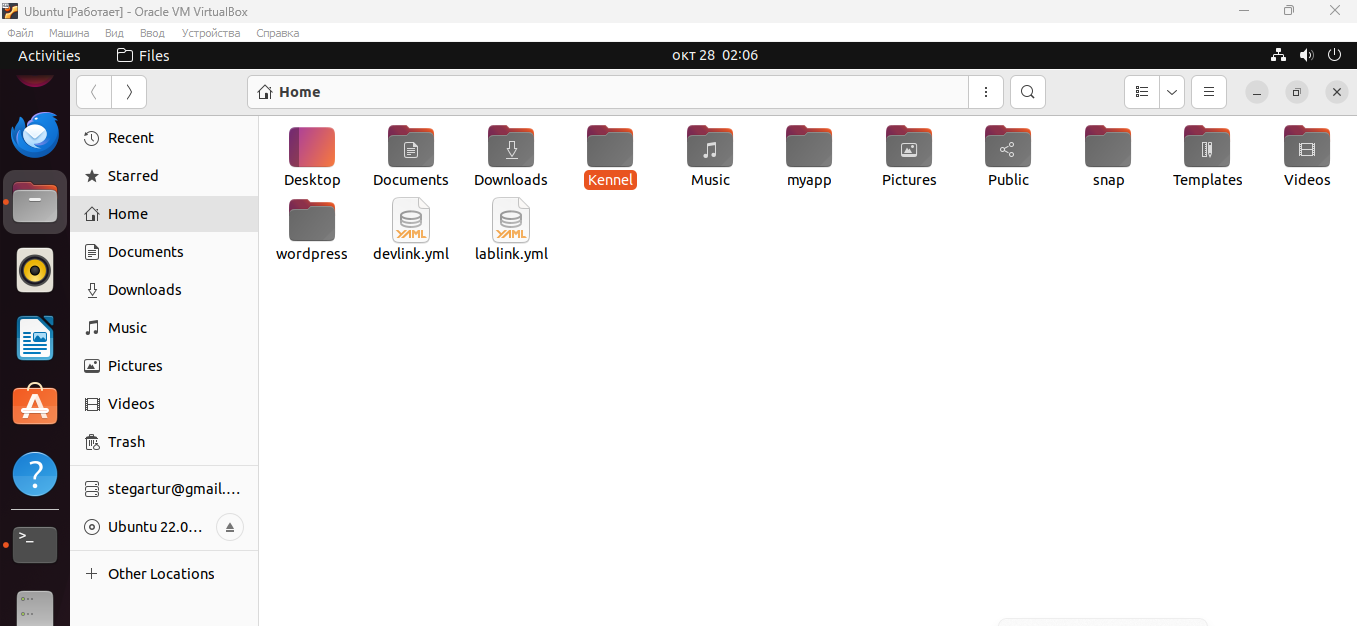 Ubuntu [Работает] - Oracle VM VirtualBox
Файл Машина Вид Ввод Устройства Справка
Activities Files окт 28 02:06
Home
Recent
Starred
Home
Documents
Downloads
Music
Pictures
Videos
Trash
stegartur@gmail....
Ubuntu 22.0...
Other Locations
Desktop Documents Downloads Kennel Music myapp Pictures Public snap Templates Videos
YAML YAML
wordpress devlink.yml lablink.yml